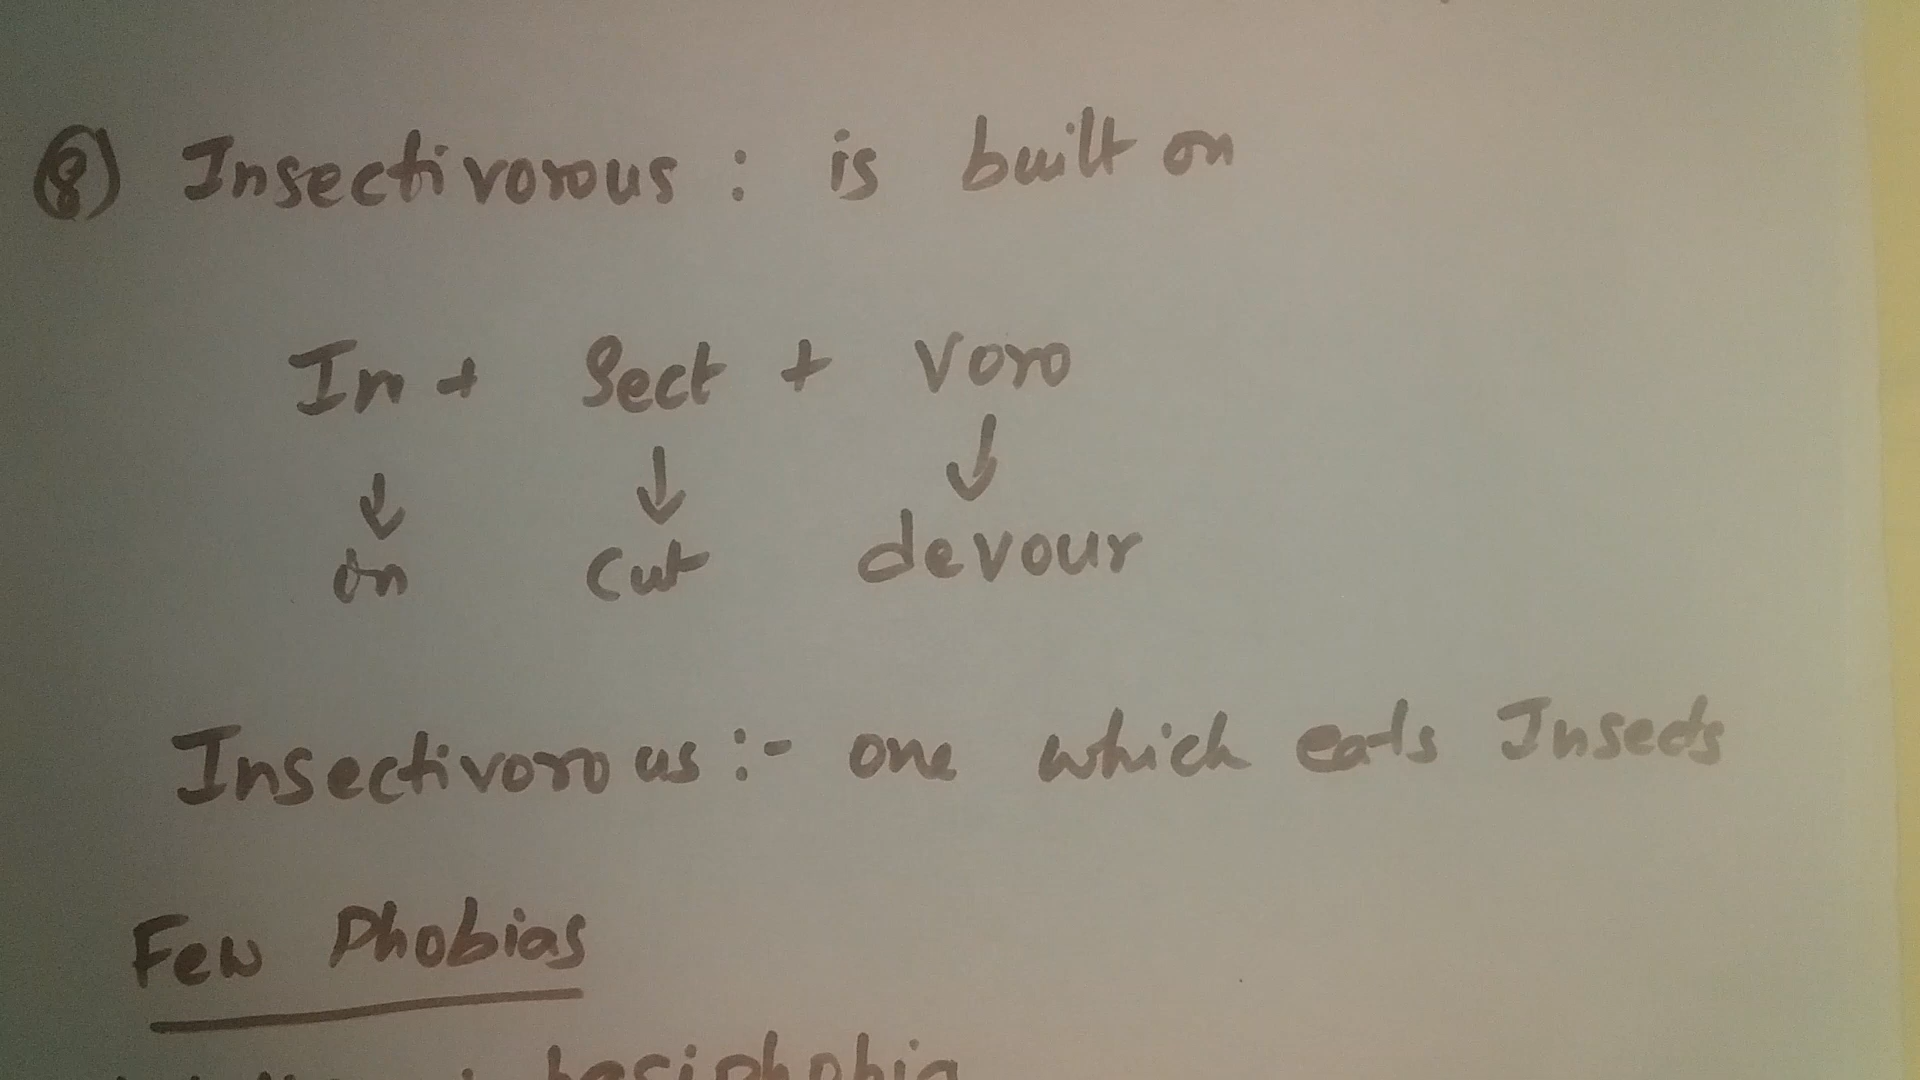 8) Insectivorous : is built on
In + Sect + Voro
↓ ↓ ↓
on cut devour
Insectivorous :- one which eats Insects
Few Phobias